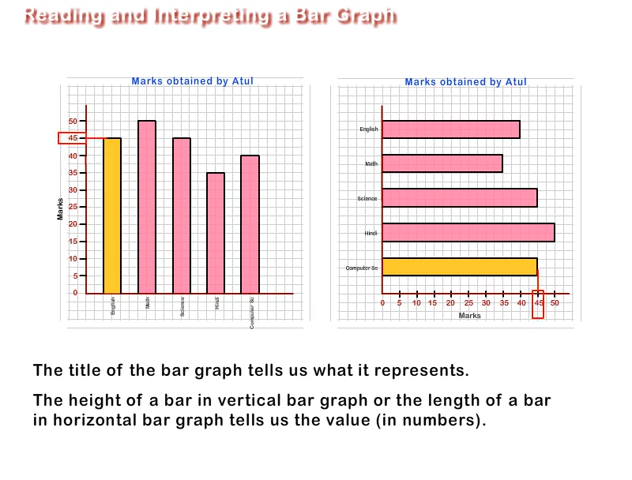 Reading and Interpreting a Bar Graph
Marks obtained by Atul
50
45
40
35
30
25
20
15
10
5
0
Marks
English
Math
Science
Hindi
Computer Sc
Marks obtained by Atul
English
Math
Science
Hindi
Computer Sc
0 5 10 15 20 25 30 35 40 45 50
Marks
The title of the bar graph tells us what it represents.
The height of a bar in vertical bar graph or the length of a bar
in horizontal bar graph tells us the value (in numbers).